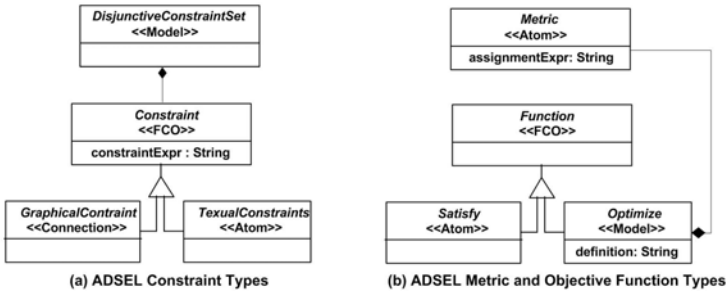 DisjunctiveConstraintSet
<<Model>>
Constraint
<<FCO>>
constraintExpr : String
GraphicalContraint
<<Connection>>
TexualConstraints
<<Atom>>
(a) ADSEL Constraint Types
Metric
<<Atom>>
assignmentExpr: String
Function
<<FCO>>
Satisfy
<<Atom>>
Optimize
<<Model>>
definition: String
(b) ADSEL Metric and Objective Function Types